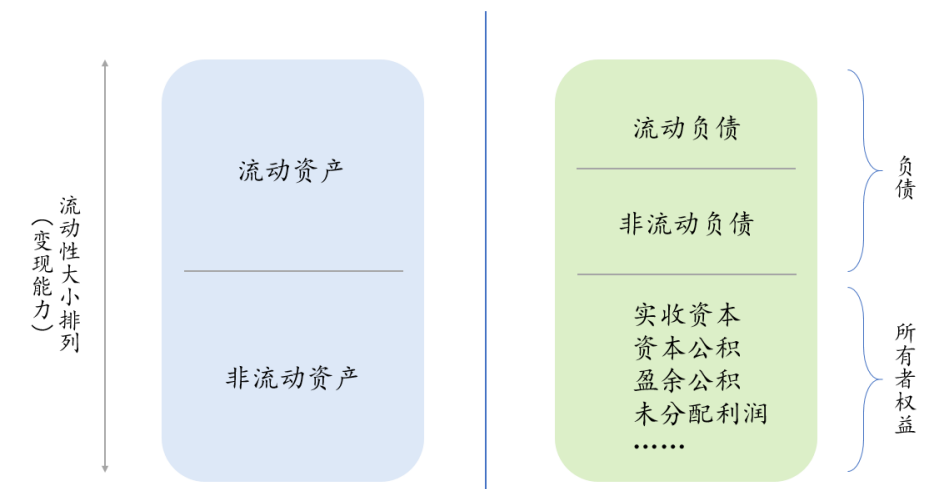 流动性大小排列
（变现能力）
流动资产
非流动资产
流动负债
非流动负债
实收资本
资本公积
盈余公积
未分配利润
……
负债
所有者权益